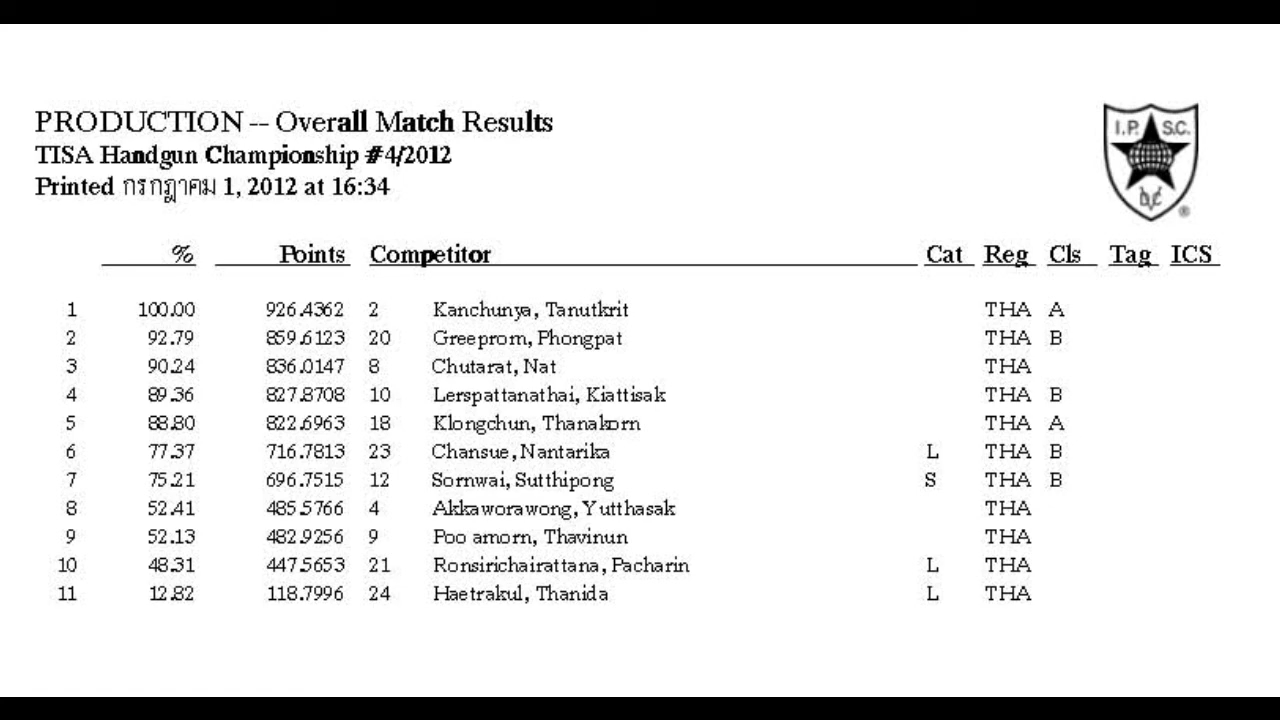 PRODUCTION -- Overall Match Results
TISA Handgun Championship #4/2012
Printed กรกฎาคม 1, 2012 at 16:34
I.P. S.C.
DVC
®
% Points Competitor Cat Reg Cls Tag ICS
1 100.00 926.4362 2 Kanchunya, Tanutkrit THA A
2 92.79 859.6123 20 Greeprom, Phongpat THA B
3 90.24 836.0147 8 Chutarat, Nat THA
4 89.36 827.8708 10 Lerspattanathai, Kiattisak THA B
5 88.80 822.6963 18 Klongchun, Thanakorn THA A
6 77.37 716.7813 23 Chansue, Nantarika L THA B
7 75.21 696.7515 12 Sornwai, Sutthipong S THA B
8 52.41 485.5766 4 Akkaworawong, Yutthasak THA
9 52.13 482.9256 9 Poo amorn, Thavinun THA
10 48.31 447.5653 21 Ronsirichairattana, Pacharin L THA
11 12.82 118.7996 24 Haetrakul, Thanida L THA